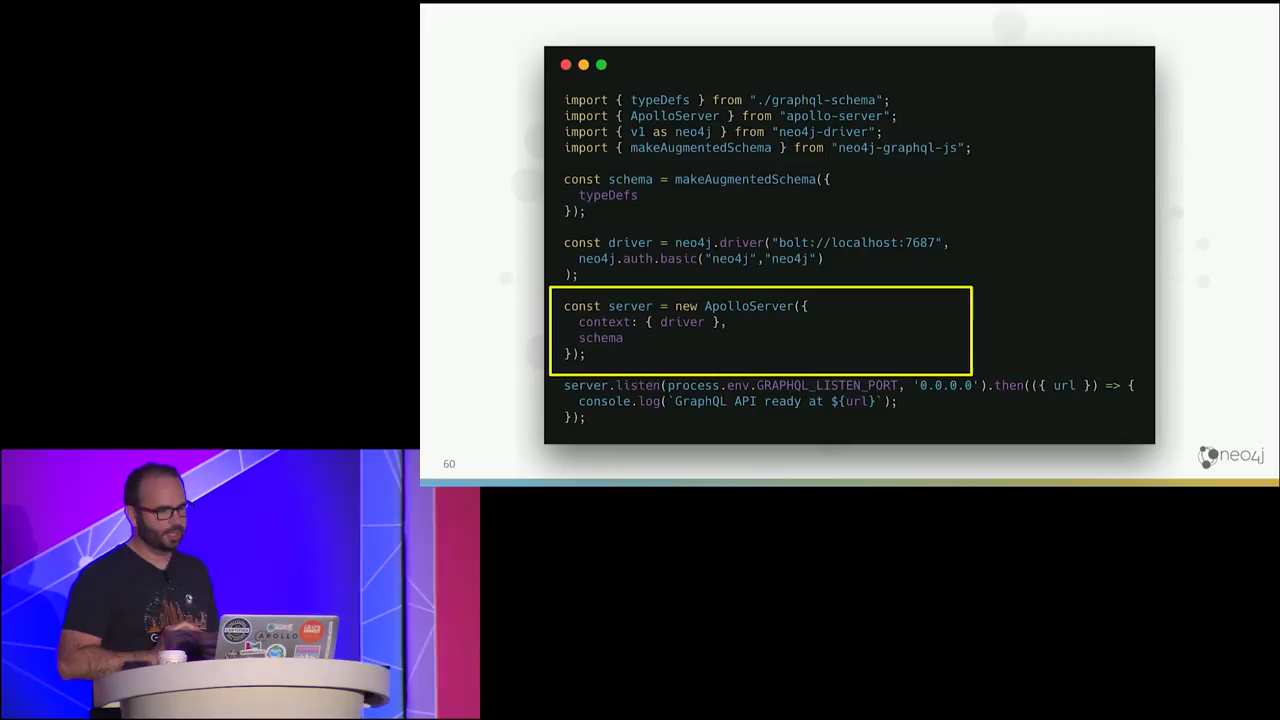 import { typeDefs } from "./graphql-schema";
import { ApolloServer } from "apollo-server";
import { v1 as neo4j } from "neo4j-driver";
import { makeAugmentedSchema } from "neo4j-graphql-js";
const schema = makeAugmentedSchema({
typeDefs
});
const driver = neo4j.driver("bolt://localhost:7687",
neo4j.auth.basic("neo4j","neo4j")
);
const server = new ApolloServer({
context: { driver },
schema
});
server.listen(process.env.GRAPHQL_LISTEN_PORT, '0.0.0.0').then(({ url }) => {
console.log(`GraphQL API ready at ${url}`);
});
60
neo4j
CERTIFIED
APOLLO